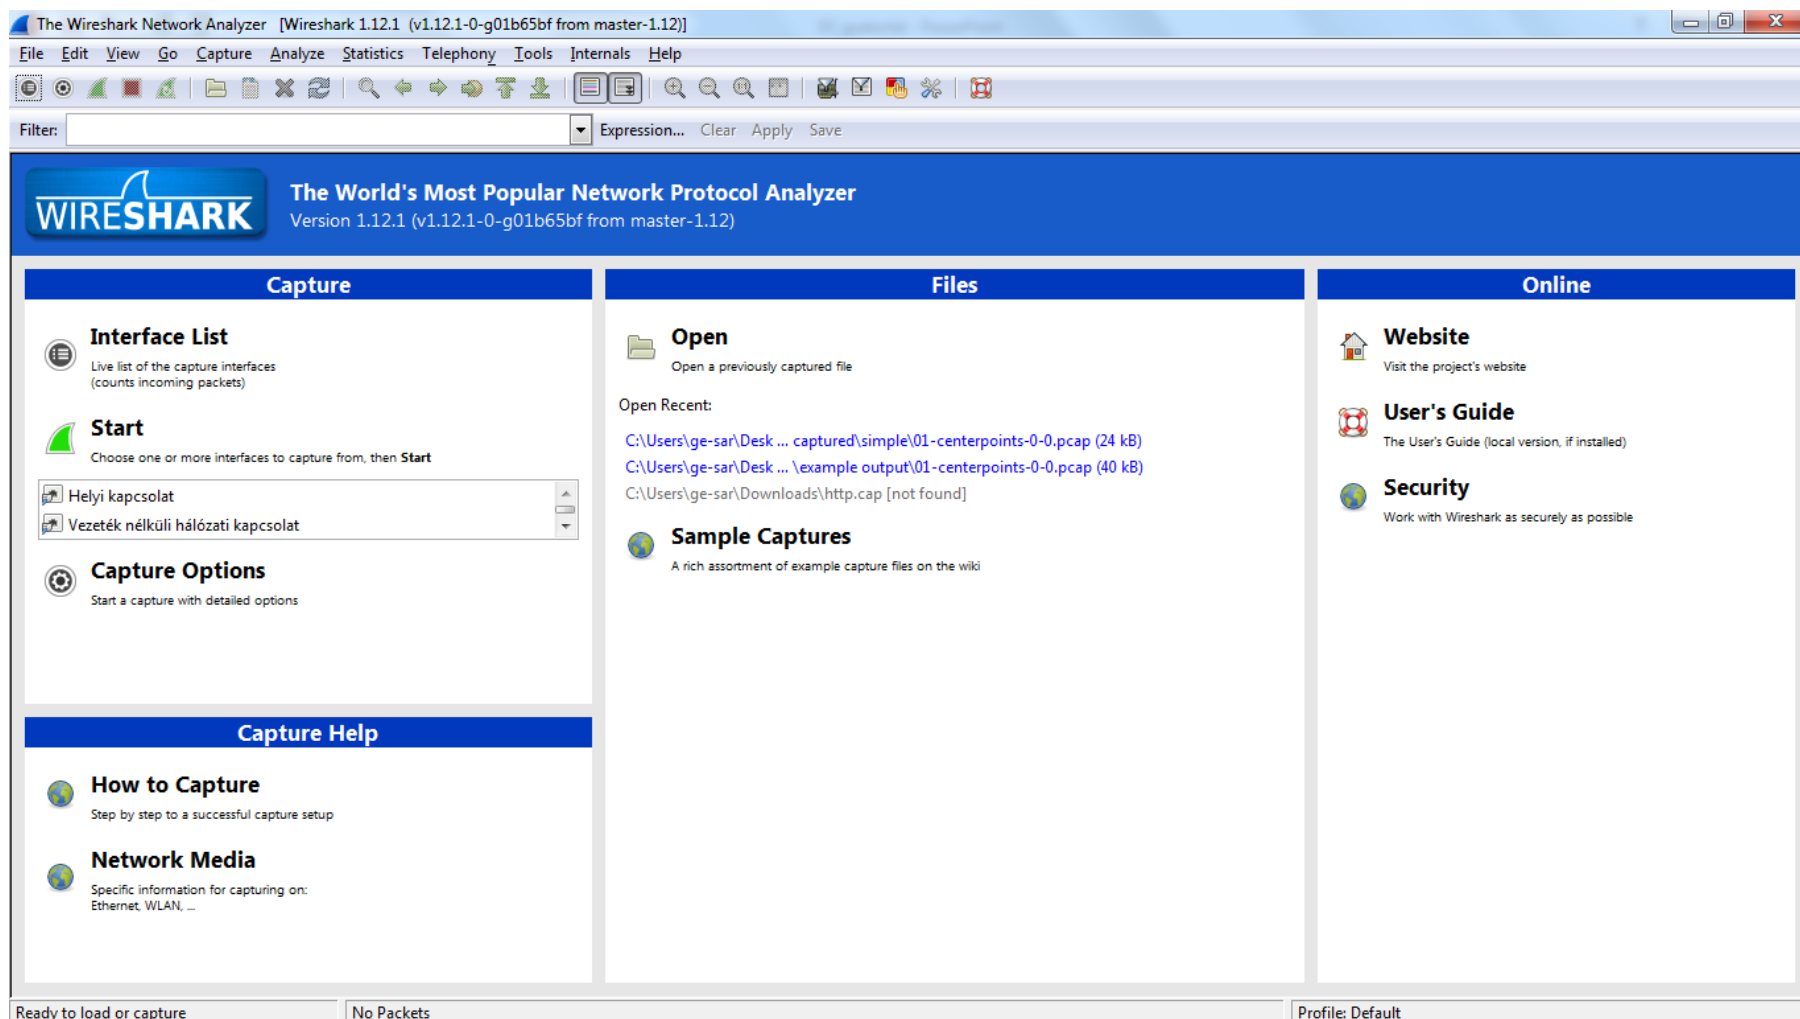 The Wireshark Network Analyzer [Wireshark 1.12.1 (v1.12.1-0-g01b65bf from master-1.12)]
File Edit View Go Capture Analyze Statistics Telephony Tools Internals Help
Filter: Expression... Clear Apply Save
WIRESHARK
The World's Most Popular Network Protocol Analyzer
Version 1.12.1 (v1.12.1-0-g01b65bf from master-1.12)
Capture
Interface List
Live list of the capture interfaces
(counts incoming packets)
Start
Choose one or more interfaces to capture from, then Start
Helyi kapcsolat
Vezeték nélküli hálózati kapcsolat
Capture Options
Start a capture with detailed options
Capture Help
How to Capture
Step by step to a successful capture setup
Network Media
Specific information for capturing on:
Ethernet, WLAN, ...
Files
Open
Open a previously captured file
Open Recent:
C:\Users\ge-sar\Desk ... captured\simple\01-centerpoints-0-0.pcap (24 kB)
C:\Users\ge-sar\Desk ... \example output\01-centerpoints-0-0.pcap (40 kB)
C:\Users\ge-sar\Downloads\http.cap [not found]
Sample Captures
A rich assortment of example capture files on the wiki
Online
Website
Visit the project's website
User's Guide
The User's Guide (local version, if installed)
Security
Work with Wireshark as securely as possible
Ready to load or capture
No Packets
Profile: Default